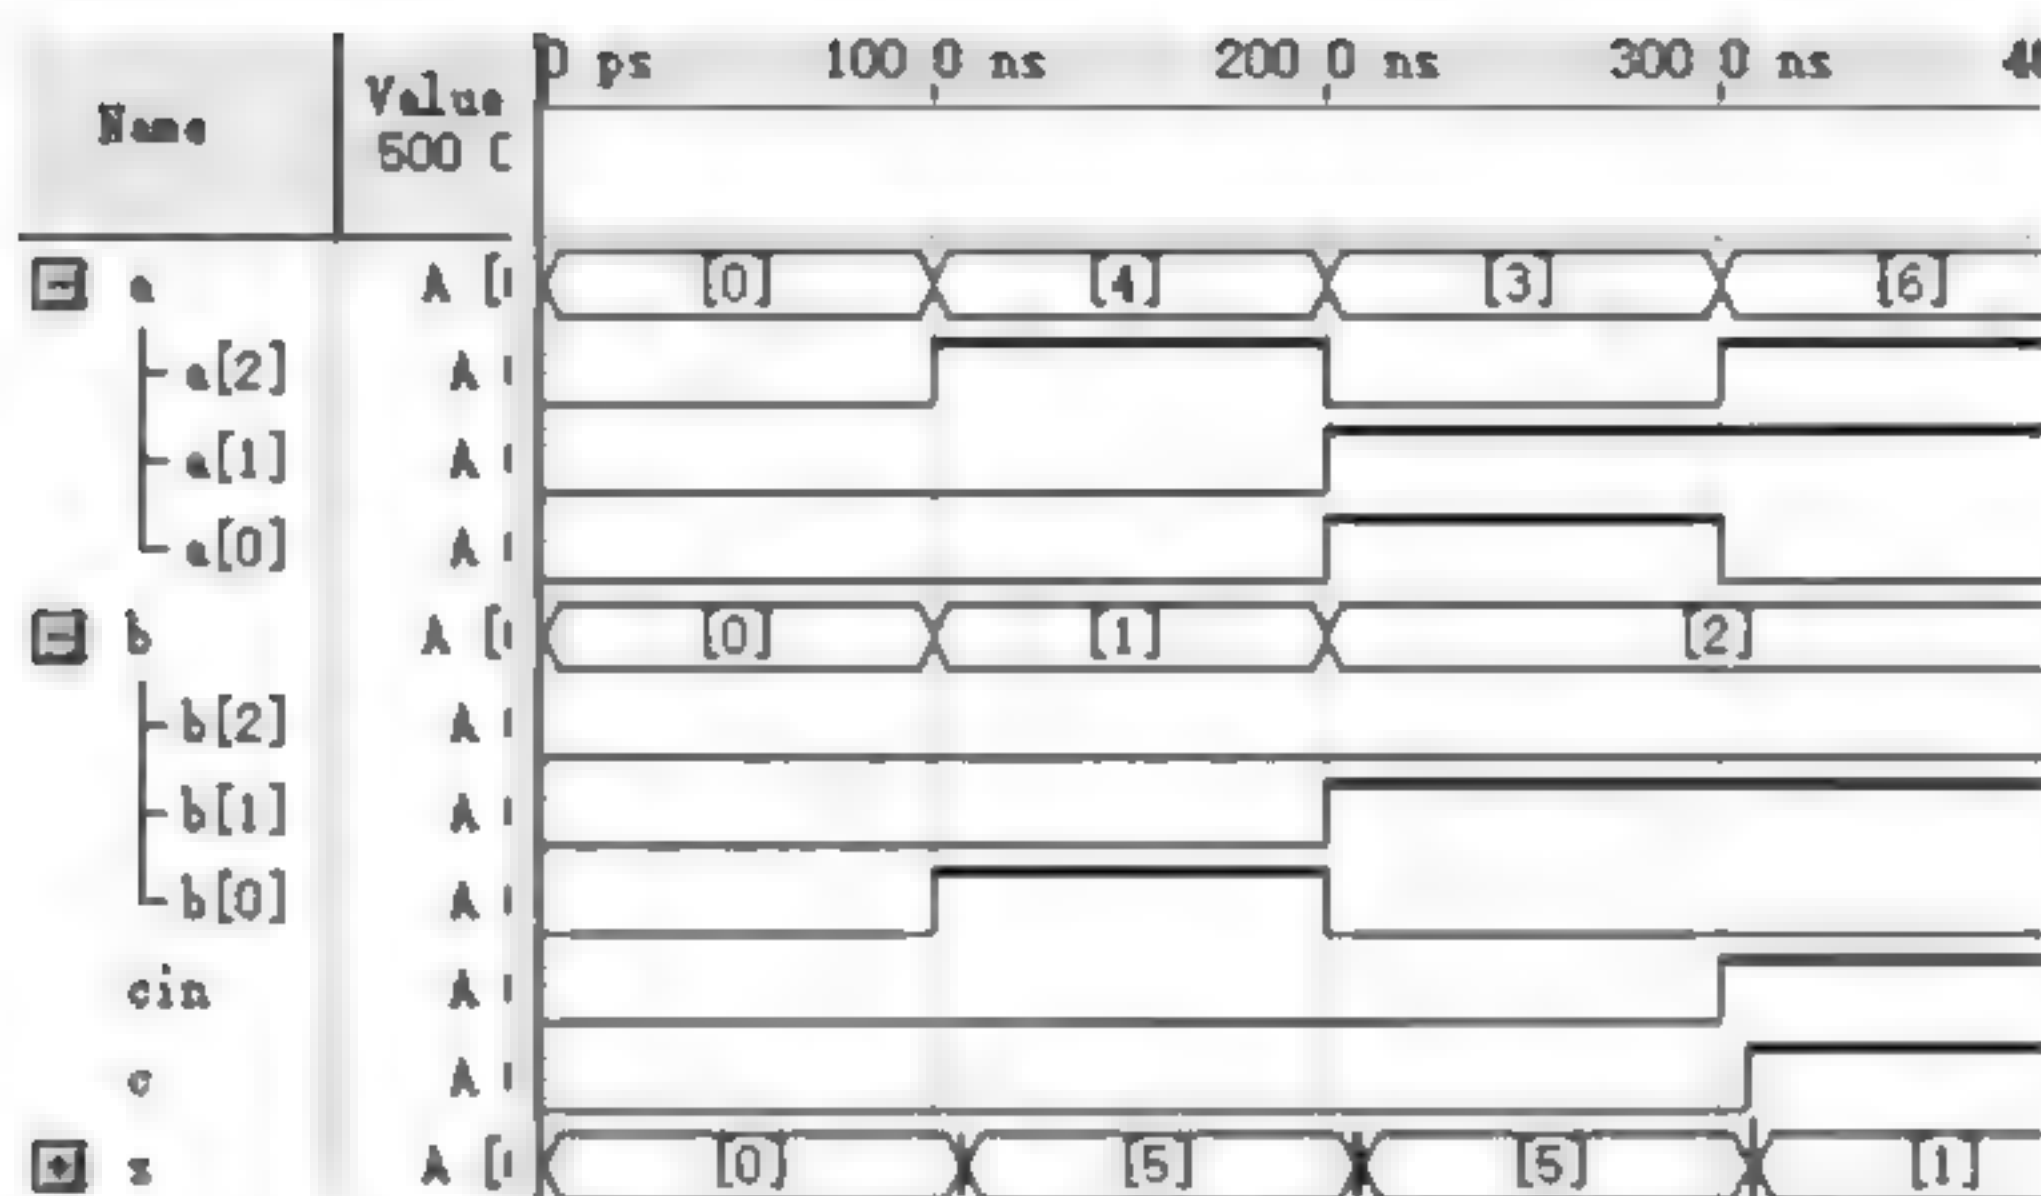 0 ps 100 0 ns 200 0 ns 300 0 ns 40
Name Value
500
a A [0] [4] [3] [6]
a[2] A
a[1] A
a[0] A
b A [0] [1] [2]
b[2] A
b[1] A
b[0] A
cin A
c A
z A [0] [5] [5] [1]